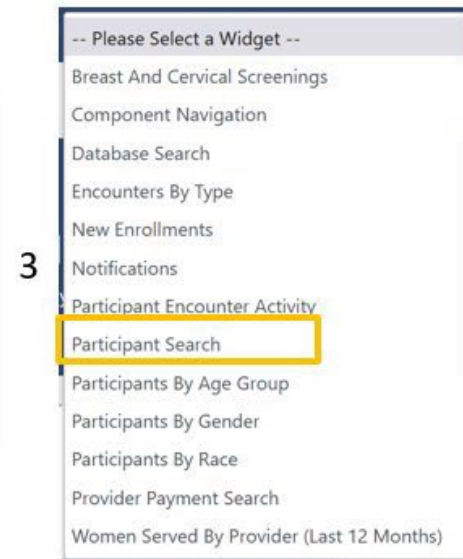 -- Please Select a Widget --
Breast And Cervical Screenings
Component Navigation
Database Search
Encounters By Type
New Enrollments
3
Notifications
Participant Encounter Activity
Participant Search
Participants By Age Group
Participants By Gender
Participants By Race
Provider Payment Search
Women Served By Provider (Last 12 Months)